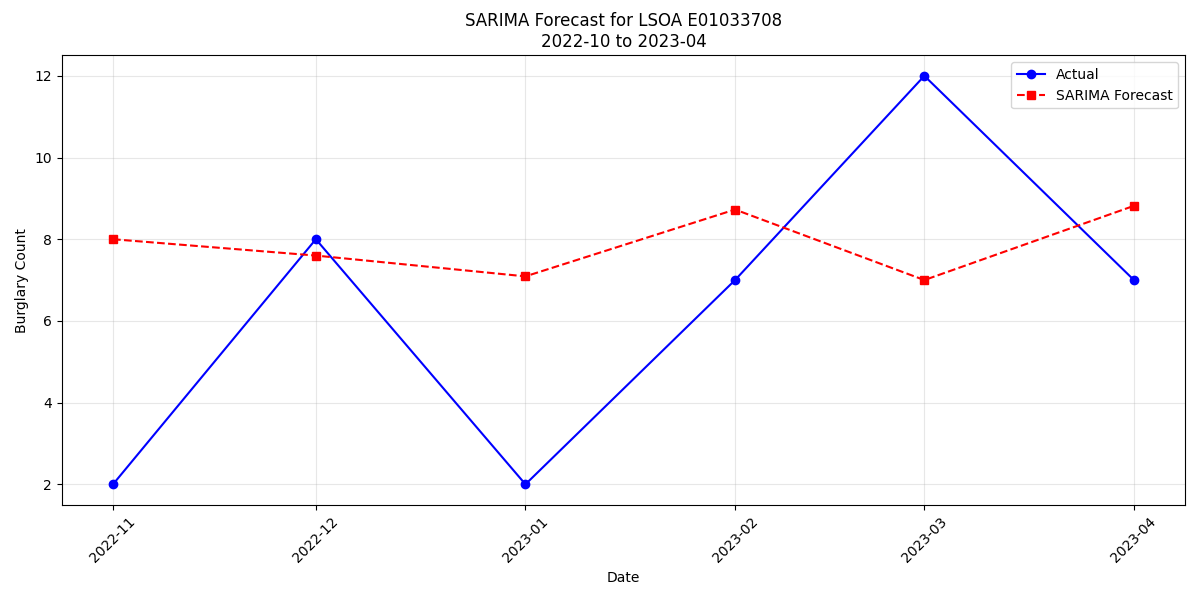 SARIMA Forecast for LSOA E01033708
2022-10 to 2023-04
Actual
SARIMA Forecast
Burglary Count
12
10
8
6
4
2
2022-11
2022-12
2023-01
2023-02
2023-03
2023-04
Date